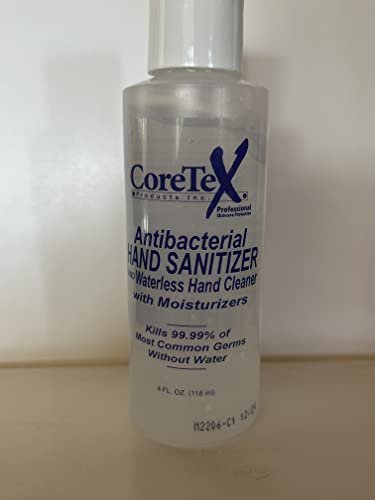 CoreTeX
Products Inc.
Professional
Skincare Protection
Antibacterial
HAND SANITIZER
AND Waterless Hand Cleaner
with Moisturizers
Kills 99.99% of
Most Common Germs
Without Water
4 FL. OZ. (118 ml)
M2206-C1 12/24